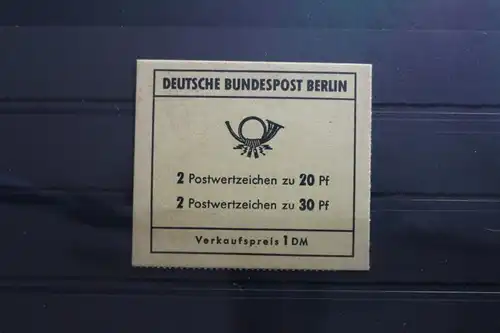 DEUTSCHE BUNDESPOST BERLIN
2 Postwertzeichen zu 20 Pf
2 Postwertzeichen zu 30 Pf
Verkaufspreis 1 DM